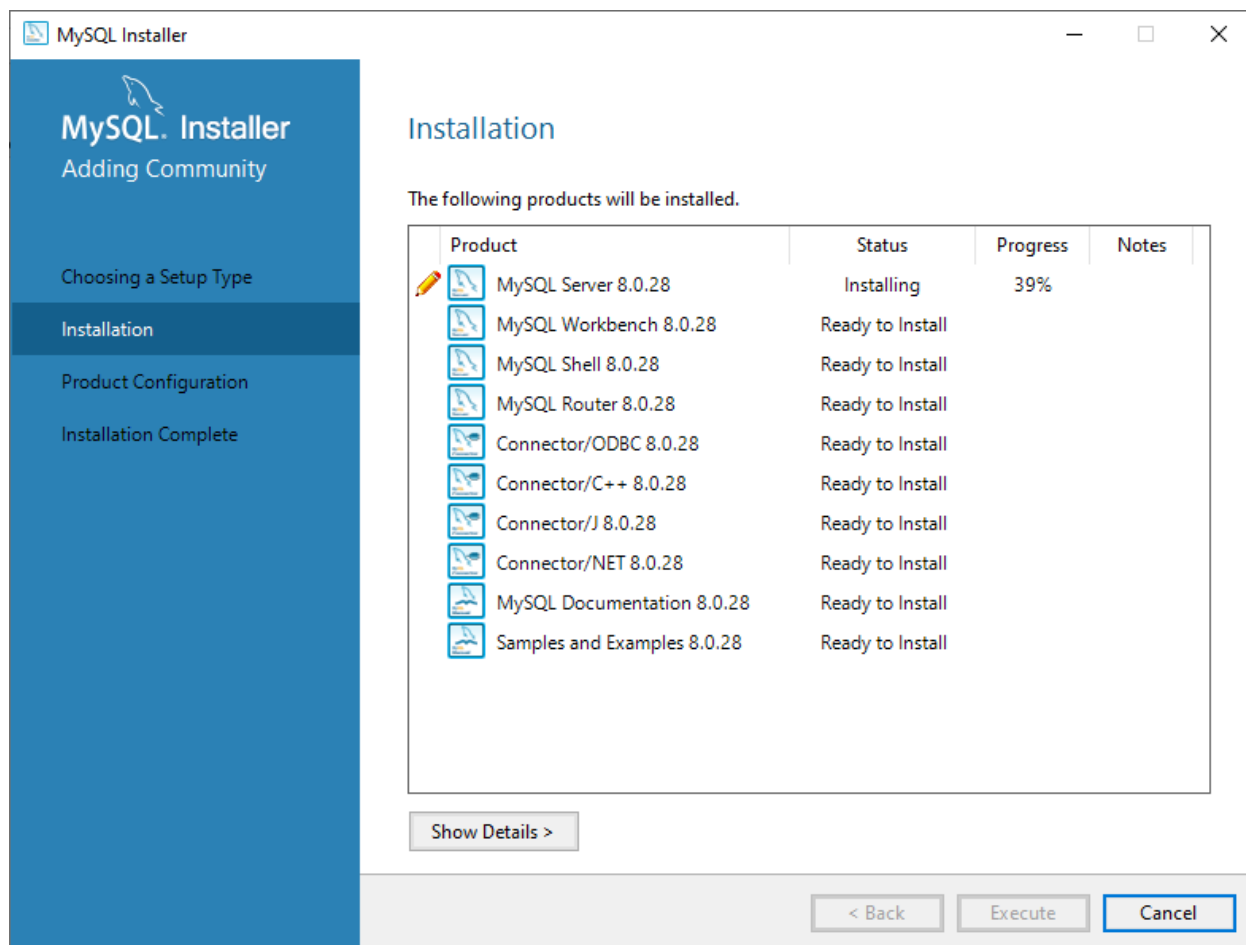 MySQL Installer
MySQL. Installer
Adding Community
Choosing a Setup Type
Installation
Product Configuration
Installation Complete
Installation
The following products will be installed.
Product Status Progress Notes
MySQL Server 8.0.28 Installing 39%
MySQL Workbench 8.0.28 Ready to Install
MySQL Shell 8.0.28 Ready to Install
MySQL Router 8.0.28 Ready to Install
Connector/ODBC 8.0.28 Ready to Install
Connector/C++ 8.0.28 Ready to Install
Connector/J 8.0.28 Ready to Install
Connector/NET 8.0.28 Ready to Install
MySQL Documentation 8.0.28 Ready to Install
Samples and Examples 8.0.28 Ready to Install
Show Details >
< Back Execute Cancel